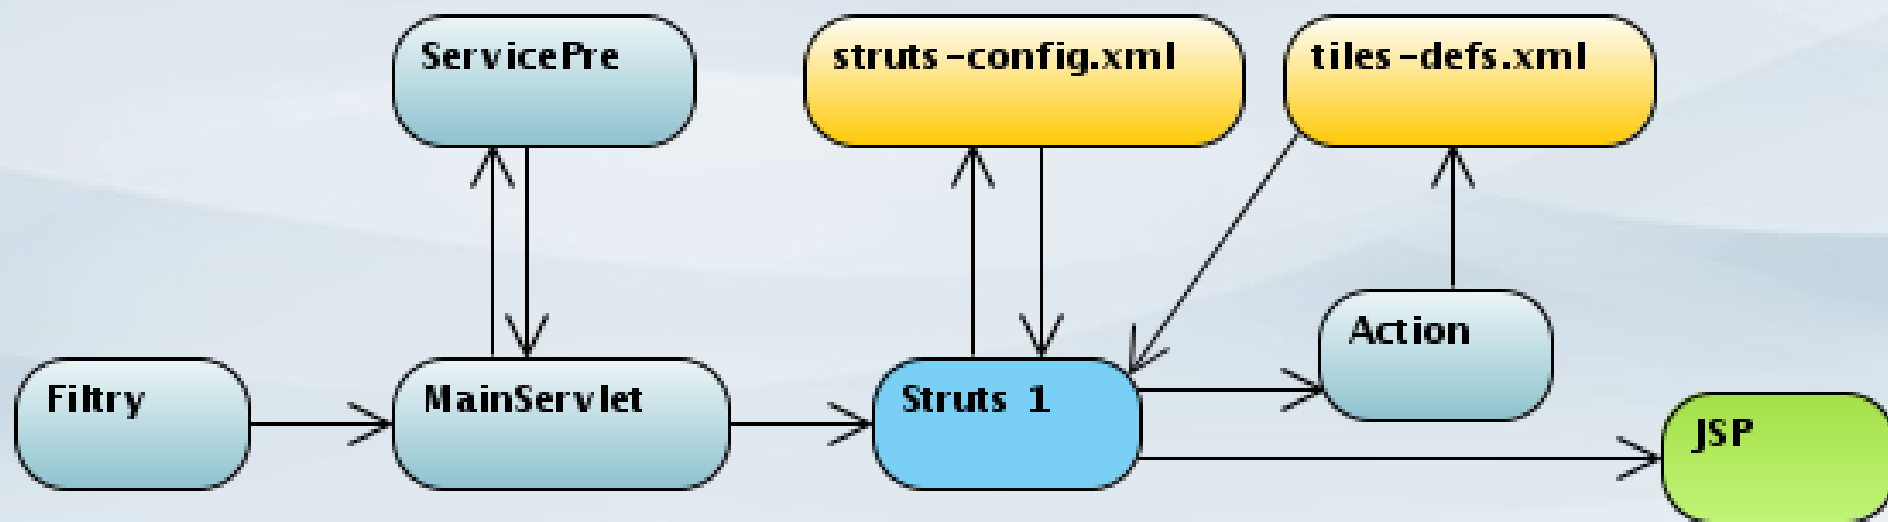 ServicePre
struts-config.xml
tiles-defs.xml
Action
Filtry
MainServlet
Struts 1
JSP